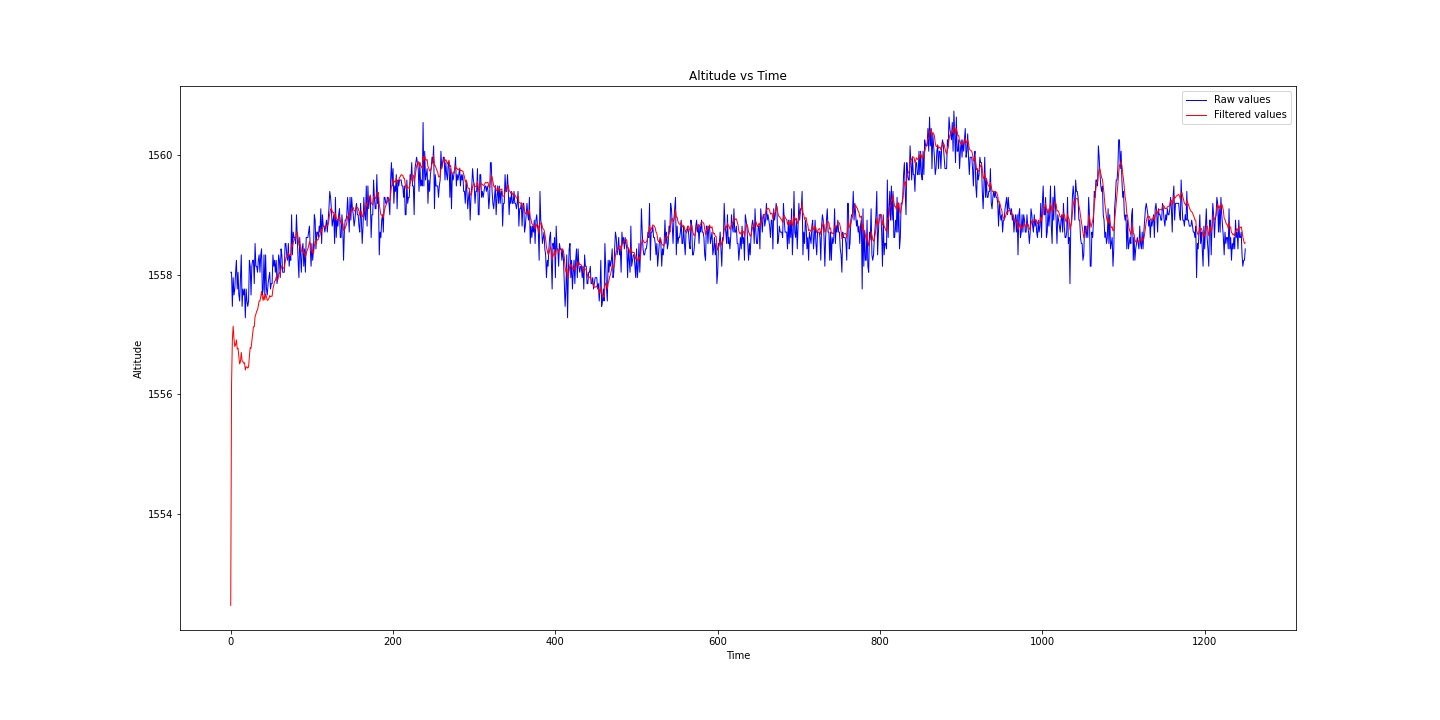 Altitude vs Time
Raw values
Filtered values
1560
1558
1556
1554
Altitude
0 200 400 600 800 1000 1200
Time